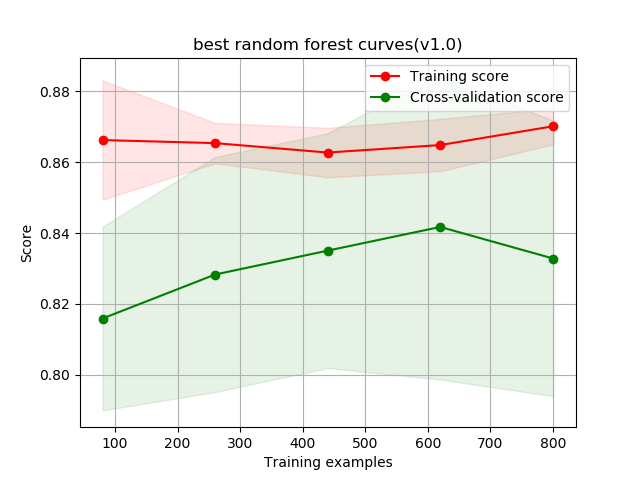 best random forest curves(v1.0)
Training score
Cross-validation score
0.88
0.86
0.84
0.82
0.80
Score
100 200 300 400 500 600 700 800
Training examples